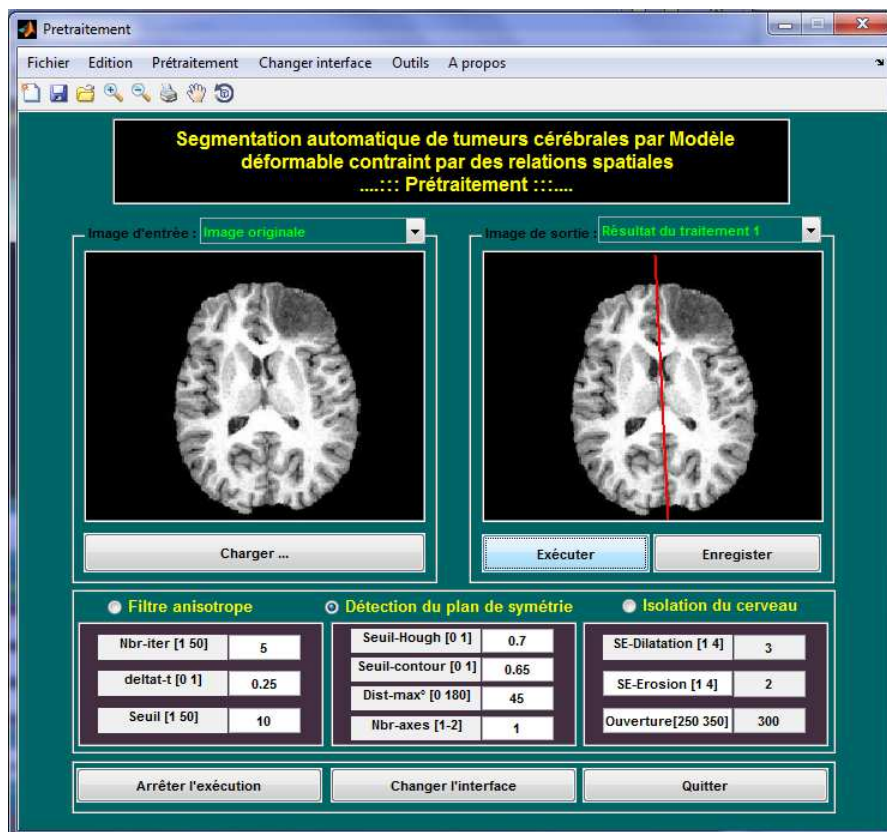 Pretraitement
Fichier Edition Prétraitement Changer interface Outils A propos
Segmentation automatique de tumeurs cérébrales par Modèle
déformable contraint par des relations spatiales
....::: Prétraitement :::....
Image d'entrée : Image originale
Image de sortie : Résultat du traitement 1
Charger ...
Exécuter
Enregister
Filtre anisotrope
Détection du plan de symétrie
Isolation du cerveau
Nbr-iter [1 50] 5
deltat-t [0 1] 0.25
Seuil [1 50] 10
Seuil-Hough [0 1] 0.7
Seuil-contour [0 1] 0.65
Dist-max° [0 180] 45
Nbr-axes [1-2] 1
SE-Dilatation [1 4] 3
SE-Erosion [1 4] 2
Ouverture[250 350] 300
Arrêter l'exécution
Changer l'interface
Quitter